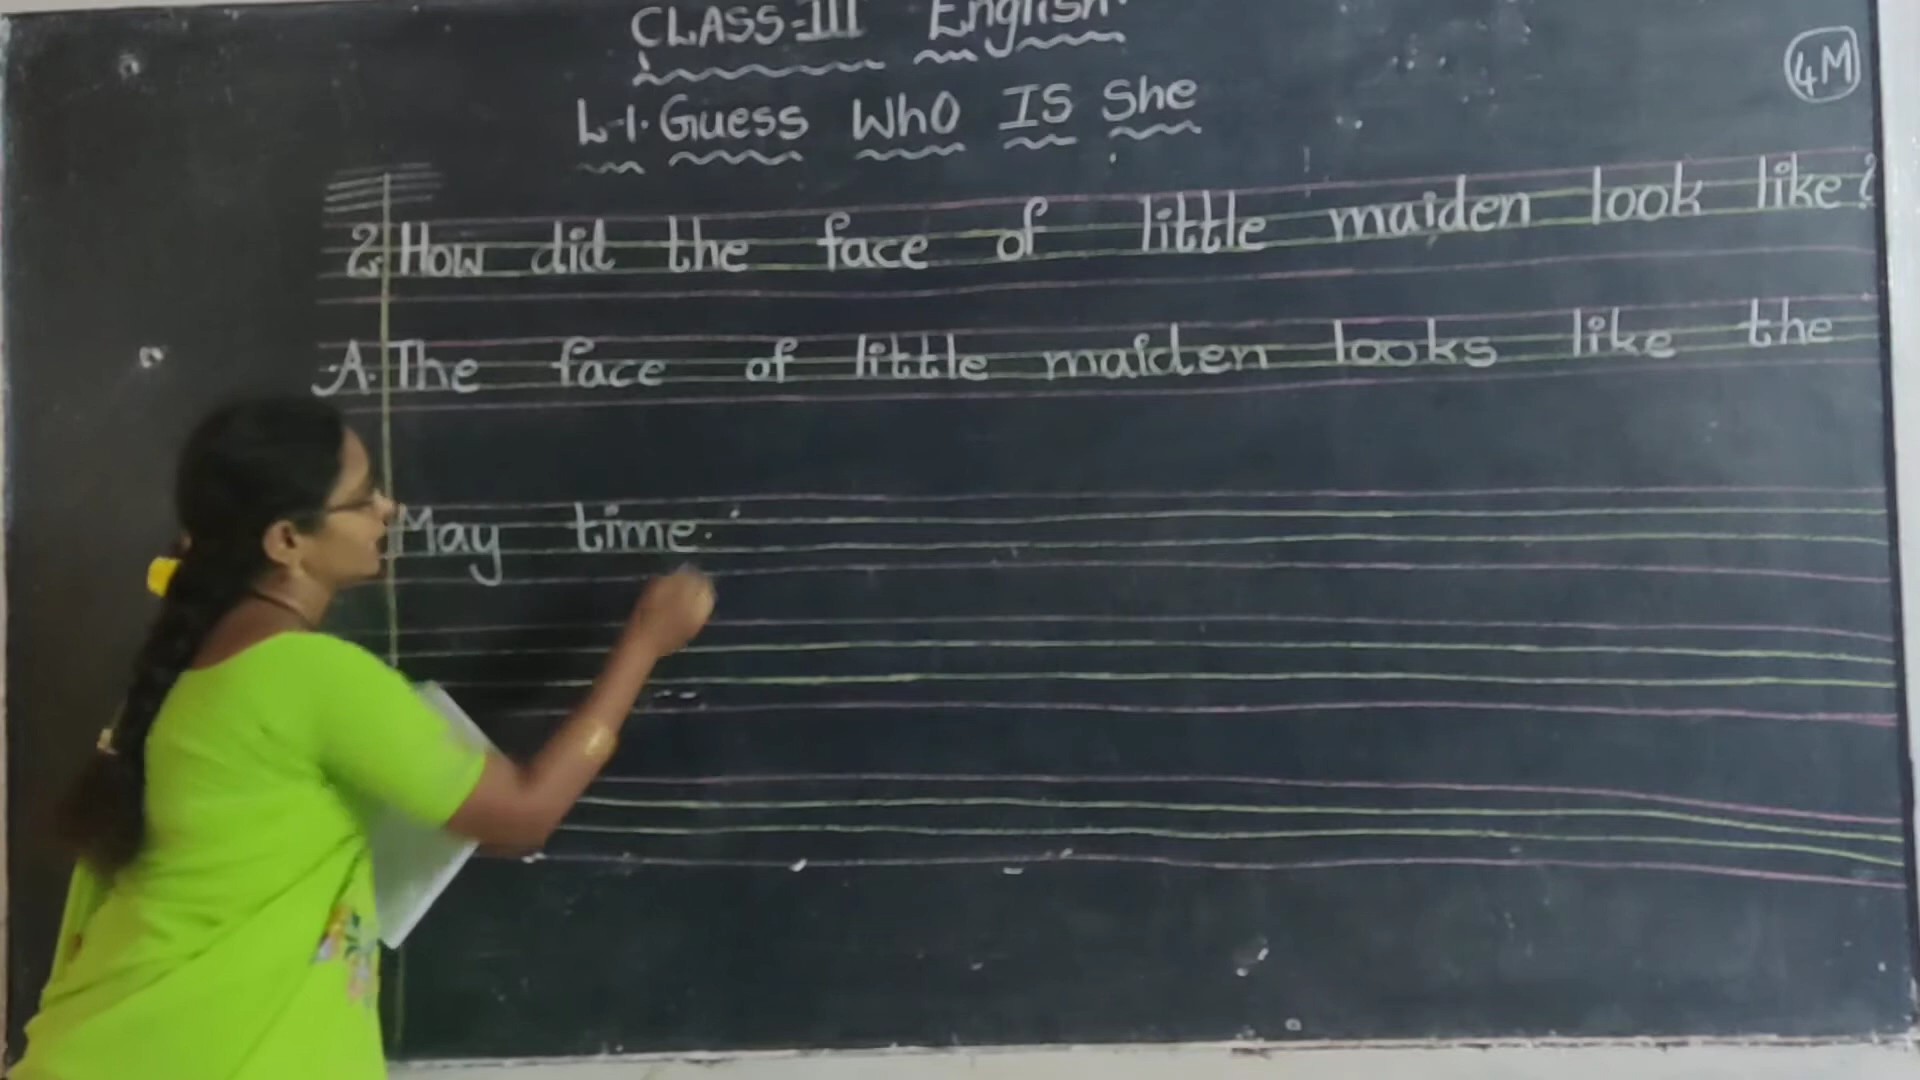 CLASS-III English
4M
L-1. Guess WhO IS She
2. How did the face of little maiden look like?
A. The face of little maiden looks like the
May time.